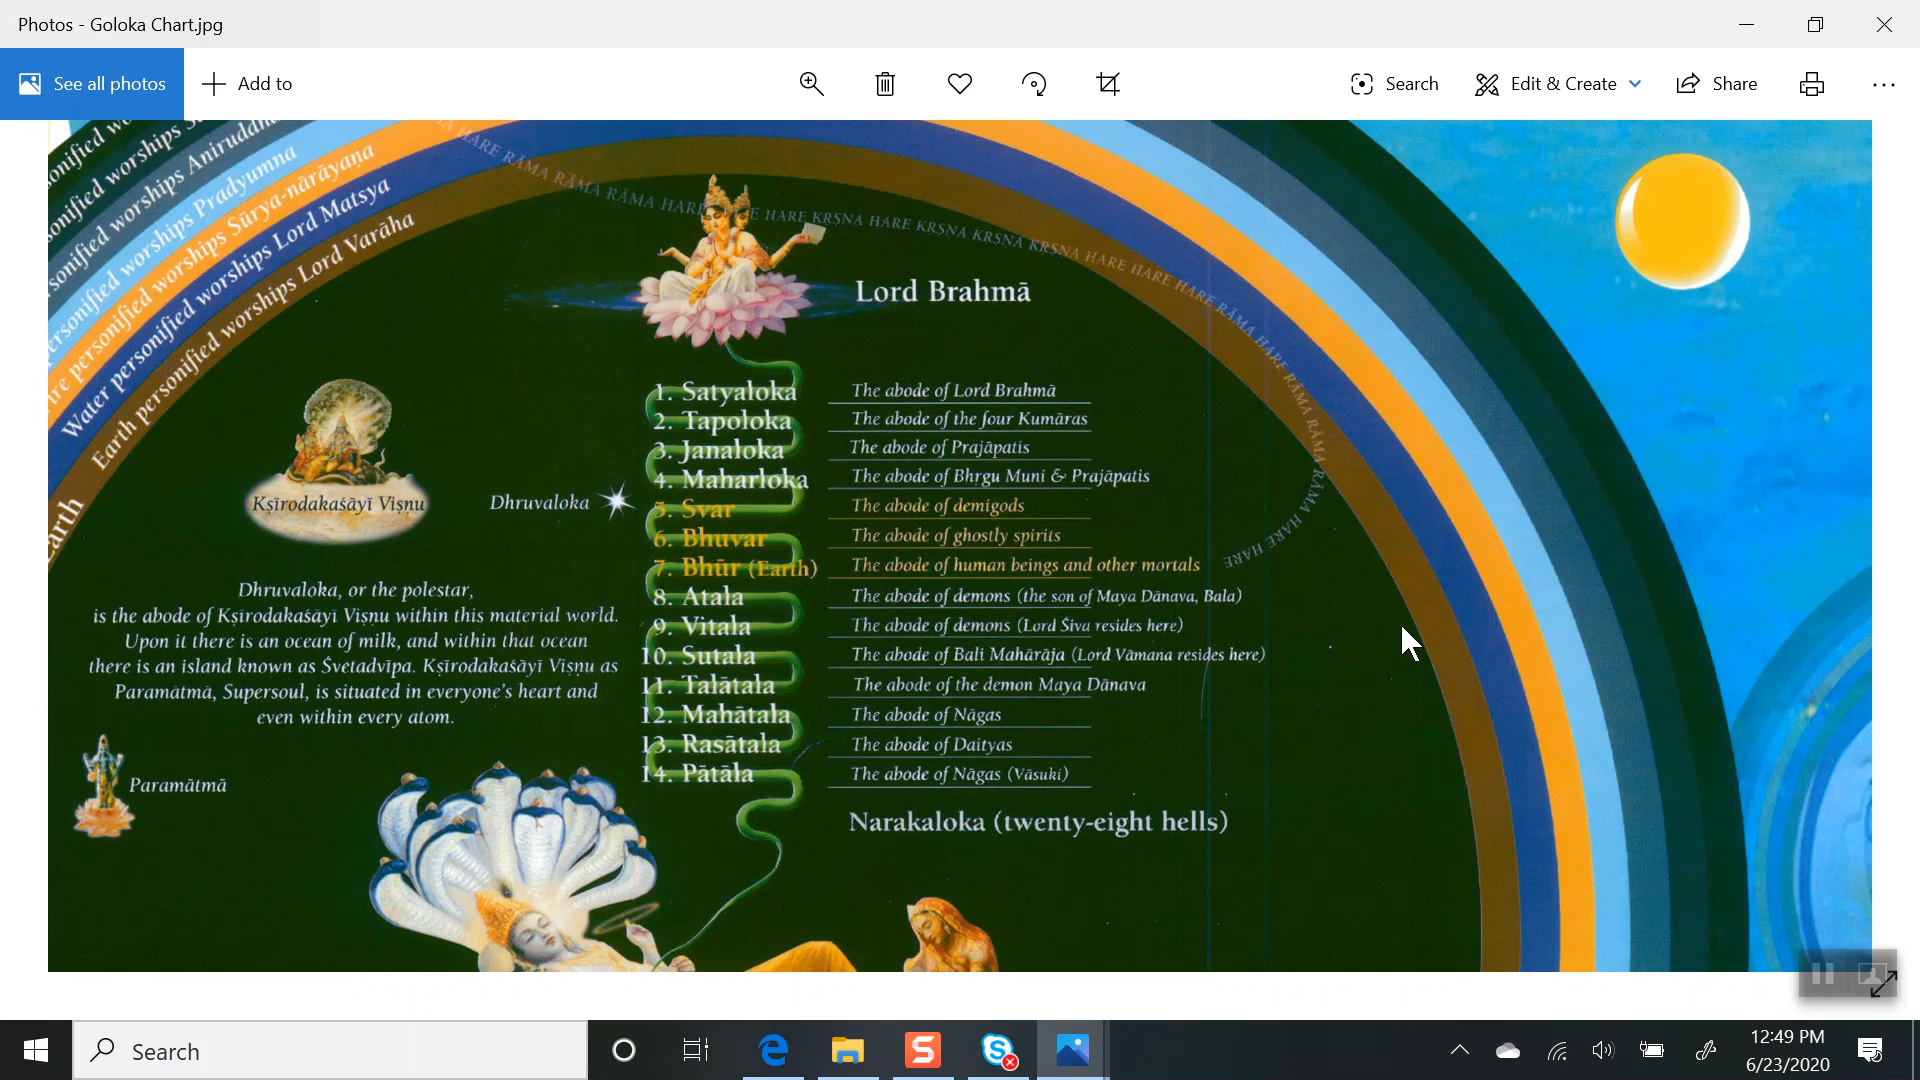 Photos - Goloka Chart.jpg
See all photos
Add to
Search
Edit & Create
Share
worships Anirudd
personified worships Pradyumna
personified worships Sūrya-nārāyaṇa
Water personified worships Lord Matsya
Earth personified worships Lord Varāha
HARE RĀMA RĀMA RĀMA HARE HARE KṚṢṆA HARE KṚṢṆA KṚṢṆA KṚṢṆA HARE HARE HARE RĀMA HARE RĀMA RĀMA RĀMA HARE HARE
Lord Brahmā
1. Satyaloka The abode of Lord Brahmā
2. Tapoloka The abode of the four Kumāras
3. Janaloka The abode of Prajāpatis
4. Maharloka The abode of Bhṛgu Muni & Prajāpatis
Kṣīrodakaśāyī Viṣṇu
Dhruvaloka
5. Svar The abode of demigods
6. Bhuvar The abode of ghostly spirits
7. Bhūr (Earth) The abode of human beings and other mortals
8. Atala The abode of demons (the son of Maya Dānava, Bala)
9. Vitala The abode of demons (Lord Śiva resides here)
10. Sutala The abode of Bali Mahārāja (Lord Vāmana resides here)
11. Talātala The abode of the demon Maya Dānava
12. Mahātala The abode of Nāgas
13. Rasātala The abode of Daityas
14. Pātāla The abode of Nāgas (Vāsuki)
Narakaloka (twenty-eight hells)
Dhruvaloka, or the polestar,
is the abode of Kṣīrodakaśāyī Viṣṇu within this material world.
Upon it there is an ocean of milk, and within that ocean
there is an island known as Śvetadvīpa. Kṣīrodakaśāyī Viṣṇu as
Paramātmā, Supersoul, is situated in everyone's heart and
even within every atom.
Paramātmā
Search
12:49 PM
6/23/2020